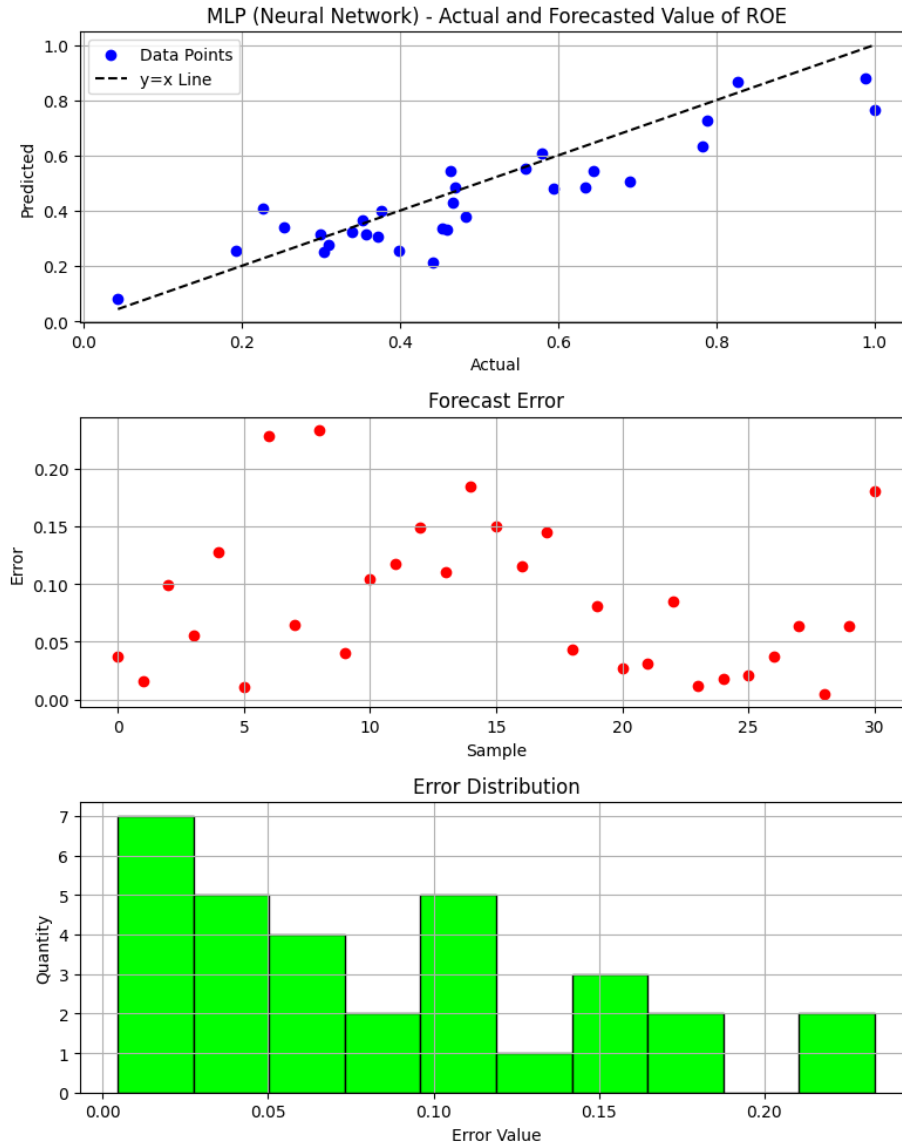 MLP (Neural Network) - Actual and Forecasted Value of ROE
1.0
0.8
0.6
0.4
0.2
0.0
Predicted
Data Points
y=x Line
0.0 0.2 0.4 0.6 0.8 1.0
Actual
Forecast Error
0.20
0.15
0.10
0.05
0.00
Error
0 5 10 15 20 25 30
Sample
Error Distribution
7
6
5
4
3
2
1
0
Quantity
0.00 0.05 0.10 0.15 0.20
Error Value